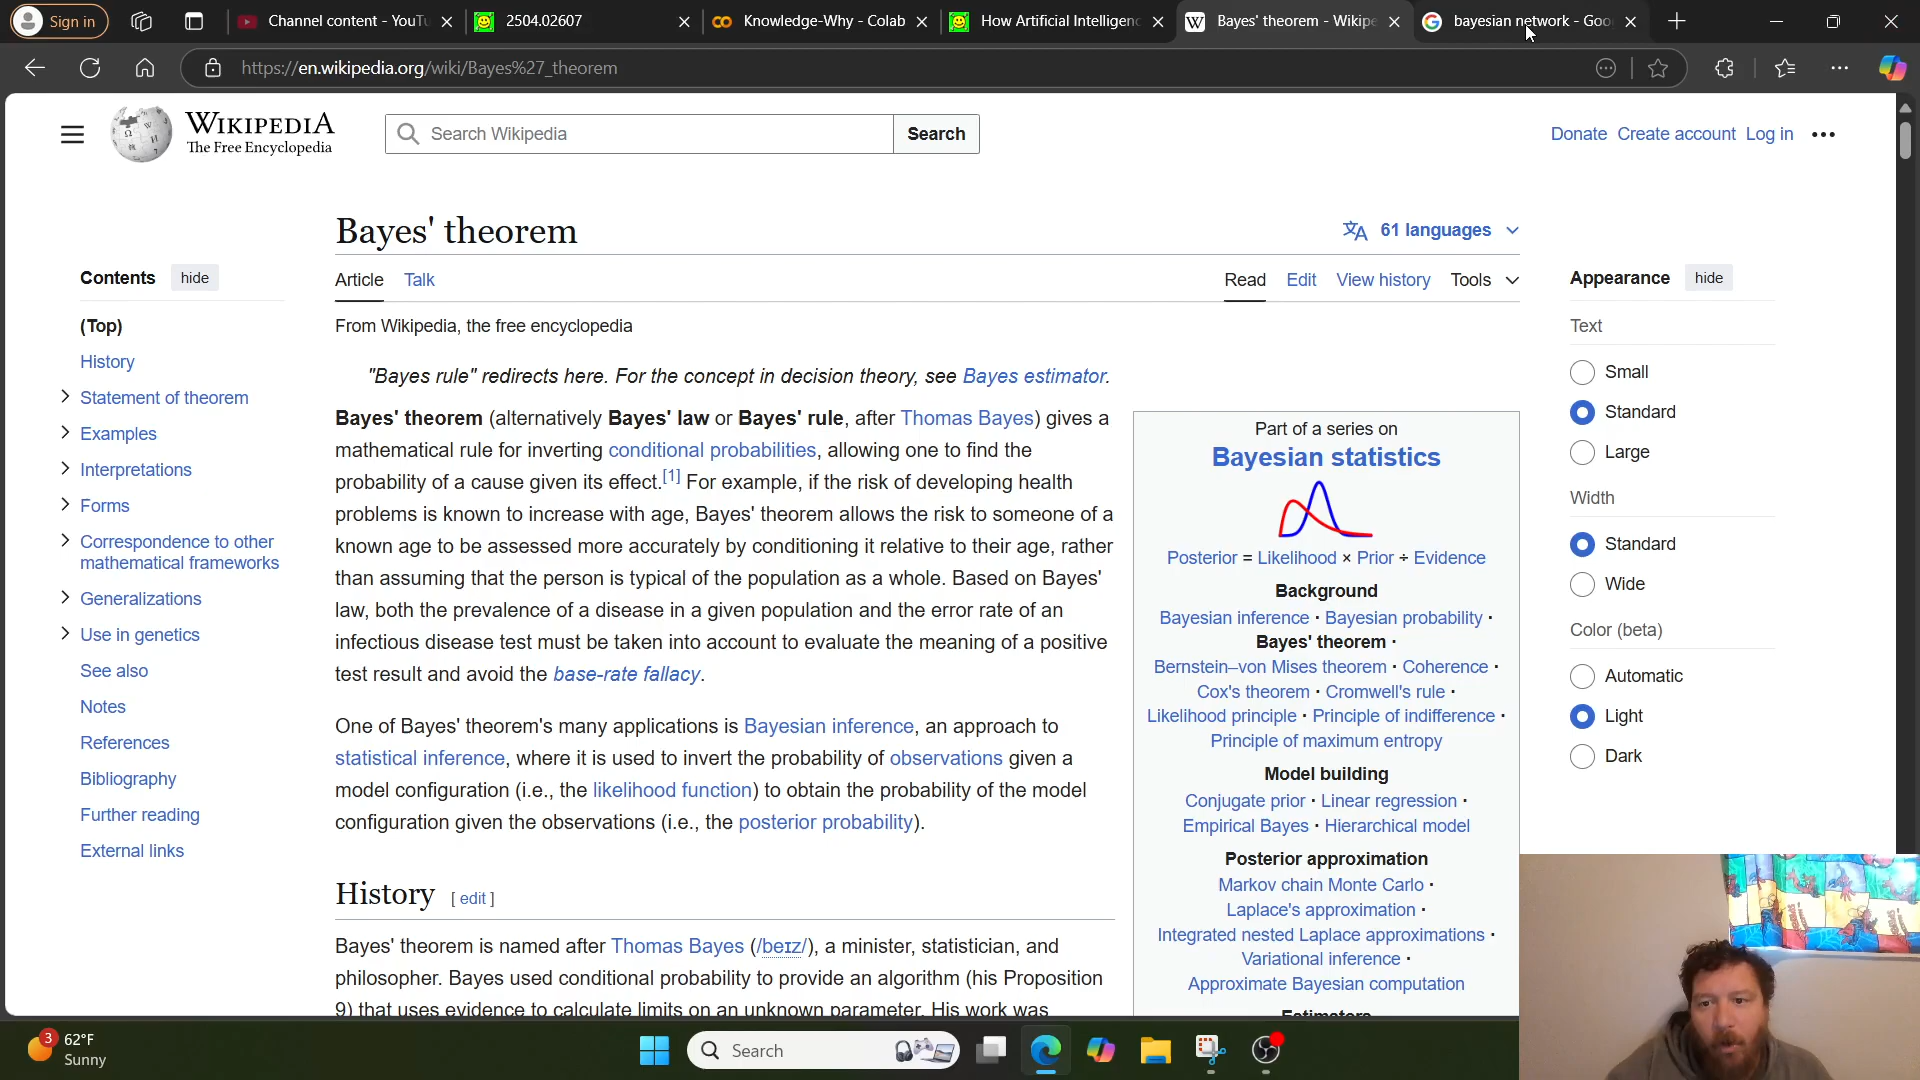 Sign in
Channel content - YouTu
2504.02607
Knowledge-Why - Colab
How Artificial Intelligenc
Bayes' theorem - Wikipe
bayesian network - Goo
https://en.wikipedia.org/wiki/Bayes%27_theorem
WIKIPEDIA
The Free Encyclopedia
Search Wikipedia
Search
Donate Create account Log in
Bayes' theorem
61 languages
Contents hide
Article Talk
Read Edit View history Tools
Appearance hide
(Top)
History
Statement of theorem
Examples
Interpretations
Forms
Correspondence to other
mathematical frameworks
Generalizations
Use in genetics
See also
Notes
References
Bibliography
Further reading
External links
From Wikipedia, the free encyclopedia
"Bayes rule" redirects here. For the concept in decision theory, see Bayes estimator.
Bayes' theorem (alternatively Bayes' law or Bayes' rule, after Thomas Bayes) gives a
mathematical rule for inverting conditional probabilities, allowing one to find the
probability of a cause given its effect.[1] For example, if the risk of developing health
problems is known to increase with age, Bayes' theorem allows the risk to someone of a
known age to be assessed more accurately by conditioning it relative to their age, rather
than assuming that the person is typical of the population as a whole. Based on Bayes'
law, both the prevalence of a disease in a given population and the error rate of an
infectious disease test must be taken into account to evaluate the meaning of a positive
test result and avoid the base-rate fallacy.
One of Bayes' theorem's many applications is Bayesian inference, an approach to
statistical inference, where it is used to invert the probability of observations given a
model configuration (i.e., the likelihood function) to obtain the probability of the model
configuration given the observations (i.e., the posterior probability).
History [ edit ]
Bayes' theorem is named after Thomas Bayes (/beɪz/), a minister, statistician, and
philosopher. Bayes used conditional probability to provide an algorithm (his Proposition
9) that uses evidence to calculate limits on an unknown parameter. His work was
Part of a series on
Bayesian statistics
Posterior = Likelihood × Prior ÷ Evidence
Background
Bayesian inference · Bayesian probability ·
Bayes' theorem ·
Bernstein–von Mises theorem · Coherence ·
Cox's theorem · Cromwell's rule ·
Likelihood principle · Principle of indifference ·
Principle of maximum entropy
Model building
Conjugate prior · Linear regression ·
Empirical Bayes · Hierarchical model
Posterior approximation
Markov chain Monte Carlo ·
Laplace's approximation ·
Integrated nested Laplace approximations ·
Variational inference ·
Approximate Bayesian computation
Estimators
Text
Small
Standard
Large
Width
Standard
Wide
Color (beta)
Automatic
Light
Dark
3
62°F
Sunny
Search